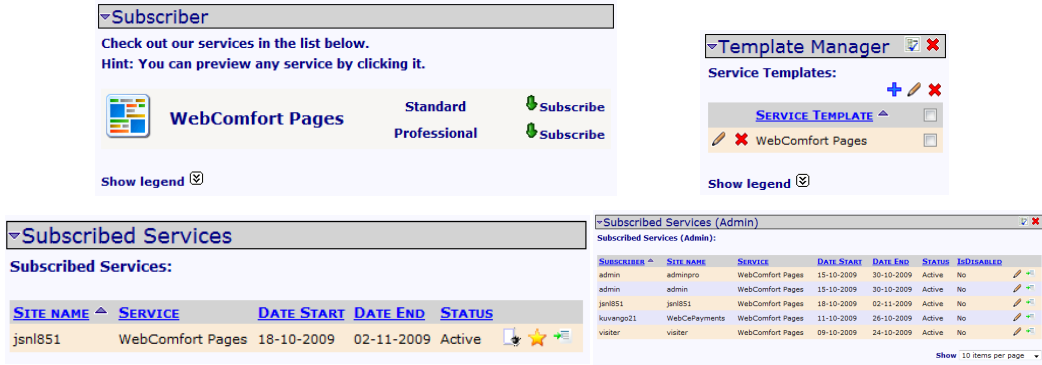 Subscriber
Check out our services in the list below.
Hint: You can preview any service by clicking it.
WebComfort Pages
Standard Subscribe
Professional Subscribe
Show legend
Template Manager
Service Templates:
SERVICE TEMPLATE
WebComfort Pages
Show legend
Subscribed Services
Subscribed Services:
SITE NAME SERVICE DATE START DATE END STATUS
jsnl851 WebComfort Pages 18-10-2009 02-11-2009 Active
Subscribed Services (Admin)
Subscribed Services (Admin):
SUBSCRIBER SITE NAME SERVICE DATE START DATE END STATUS ISDISABLED
admin adminpro WebComfort Pages 15-10-2009 30-10-2009 Active No
admin admin WebComfort Pages 15-10-2009 30-10-2009 Active No
jsnl851 jsnl851 WebComfort Pages 18-10-2009 02-11-2009 Active No
kuvango21 WebCePayments WebComfort Pages 11-10-2009 26-10-2009 Active No
visiter visiter WebComfort Pages 09-10-2009 24-10-2009 Active No
Show 10 items per page